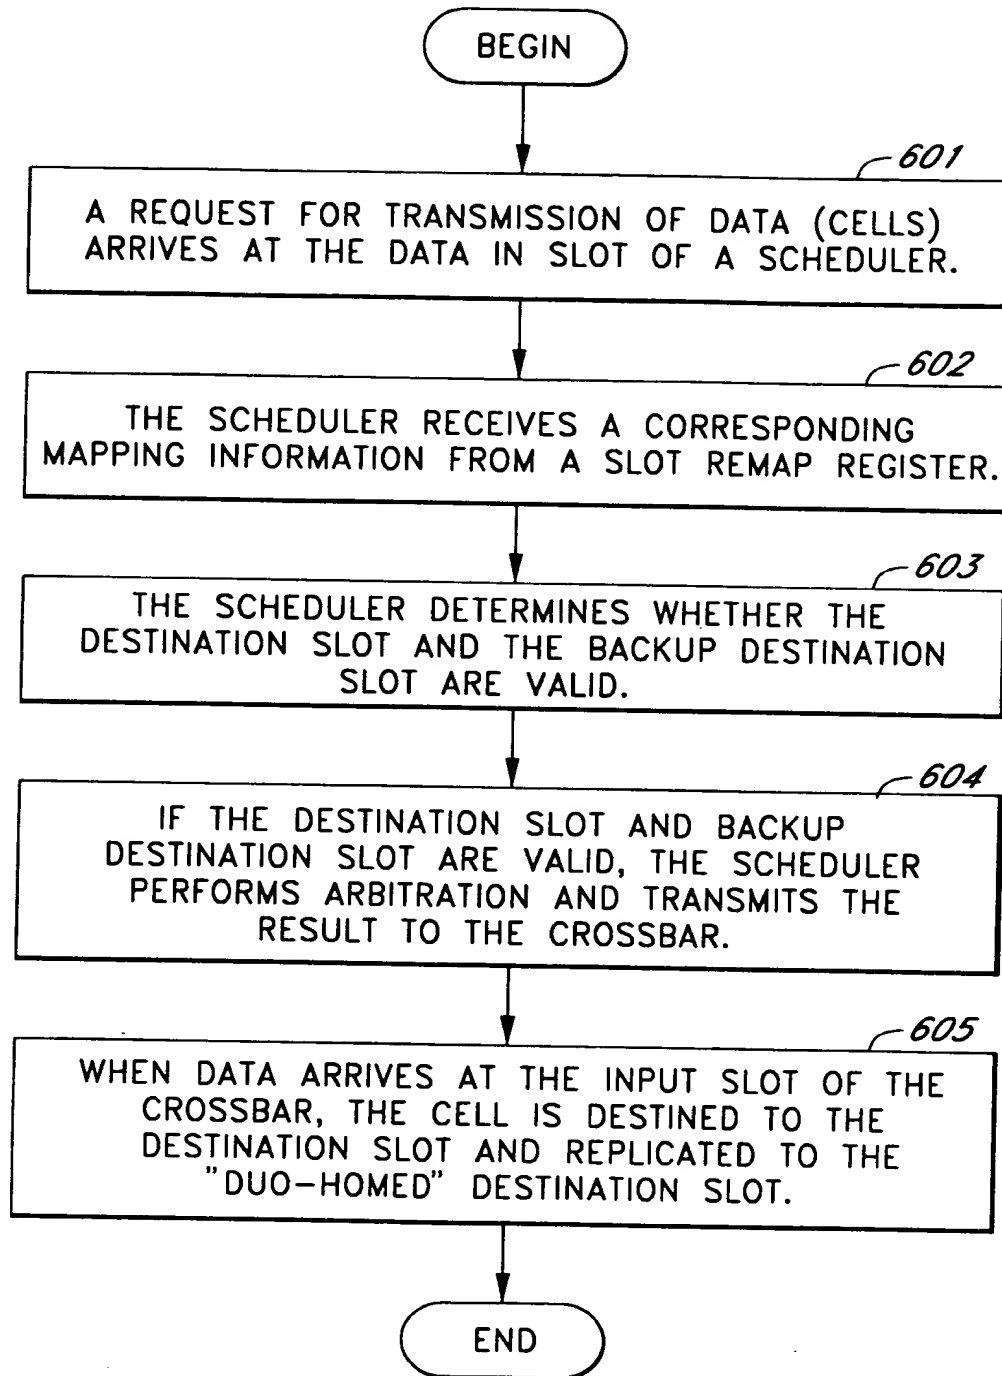 BEGIN
601
A REQUEST FOR TRANSMISSION OF DATA (CELLS)
ARRIVES AT THE DATA IN SLOT OF A SCHEDULER.
602
THE SCHEDULER RECEIVES A CORRESPONDING
MAPPING INFORMATION FROM A SLOT REMAP REGISTER.
603
THE SCHEDULER DETERMINES WHETHER THE
DESTINATION SLOT AND THE BACKUP DESTINATION
SLOT ARE VALID.
604
IF THE DESTINATION SLOT AND BACKUP
DESTINATION SLOT ARE VALID, THE SCHEDULER
PERFORMS ARBITRATION AND TRANSMITS THE
RESULT TO THE CROSSBAR.
605
WHEN DATA ARRIVES AT THE INPUT SLOT OF THE
CROSSBAR, THE CELL IS DESTINED TO THE
DESTINATION SLOT AND REPLICATED TO THE
"DUO-HOMED" DESTINATION SLOT.
END